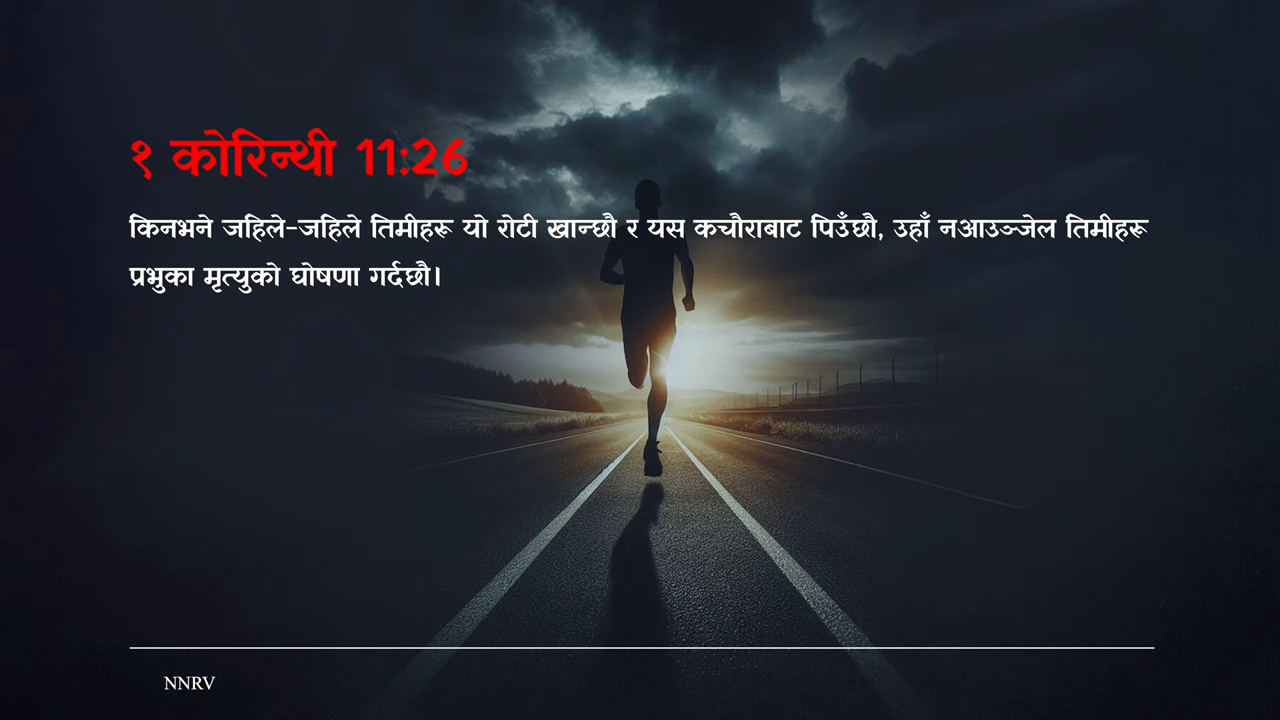 १ कोरिन्थी 11:26
किनभने जहिले-जहिले तिमीहरू यो रोटी खान्छौ र यस कचौराबाट पिउँछौ, उहाँ नआउञ्जेल तिमीहरू
प्रभुका मृत्युको घोषणा गर्दछौ।
NNRV